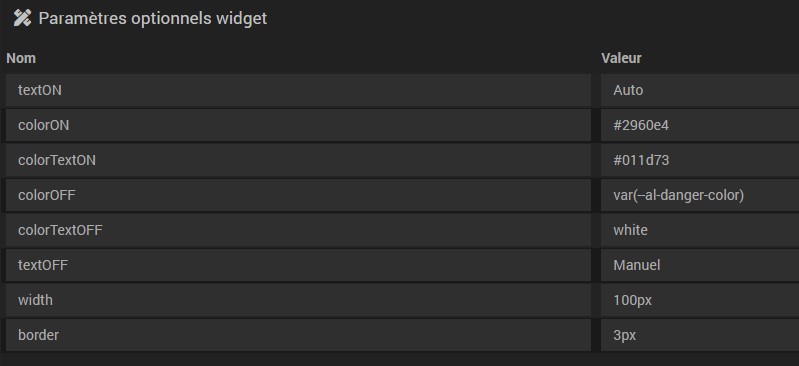 Paramètres optionnels widget
Nom Valeur
textON Auto
colorON #2960e4
colorTextON #011d73
colorOFF var(--al-danger-color)
colorTextOFF white
textOFF Manuel
width 100px
border 3px